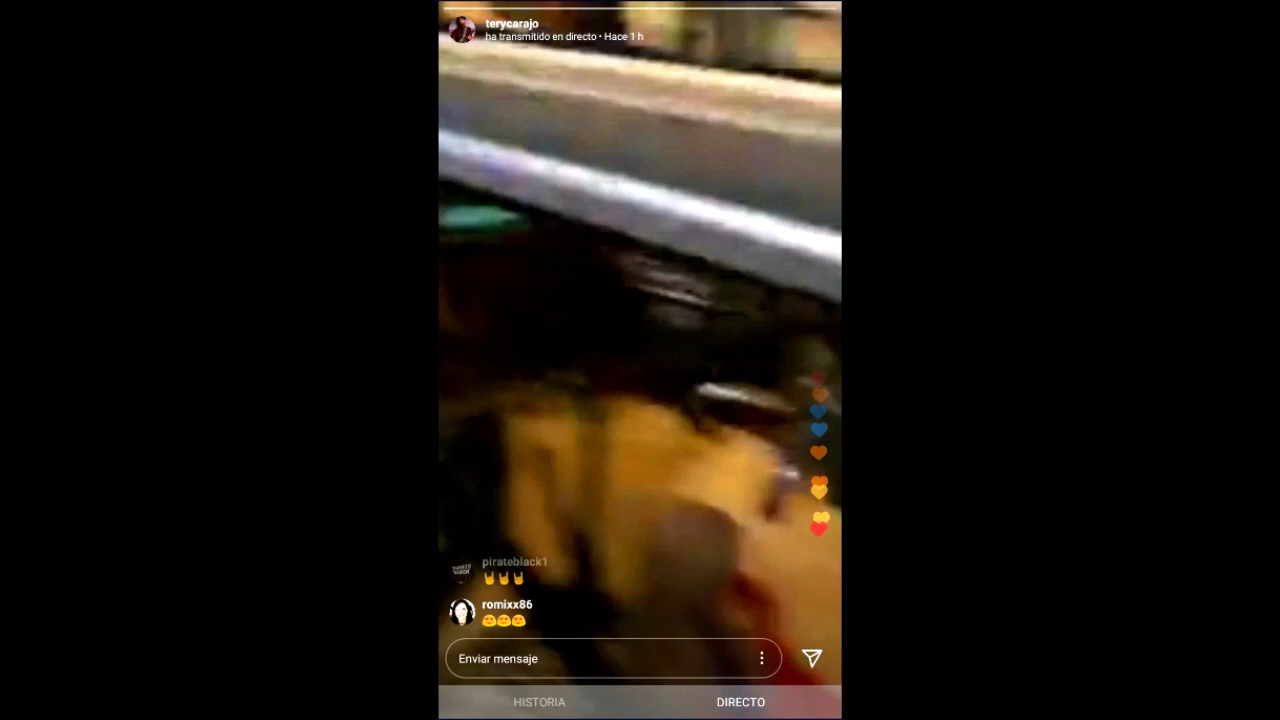 terycarajo
ha transmitido en directo • Hace 1 h
pirateblack1
romixx86
Enviar mensaje
HISTORIA
DIRECTO